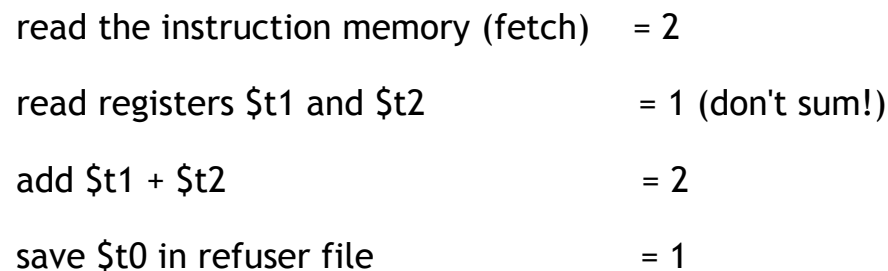 read the instruction memory (fetch) = 2
read registers $t1 and $t2 = 1 (don't sum!)
add $t1 + $t2 = 2
save $t0 in refuser file = 1